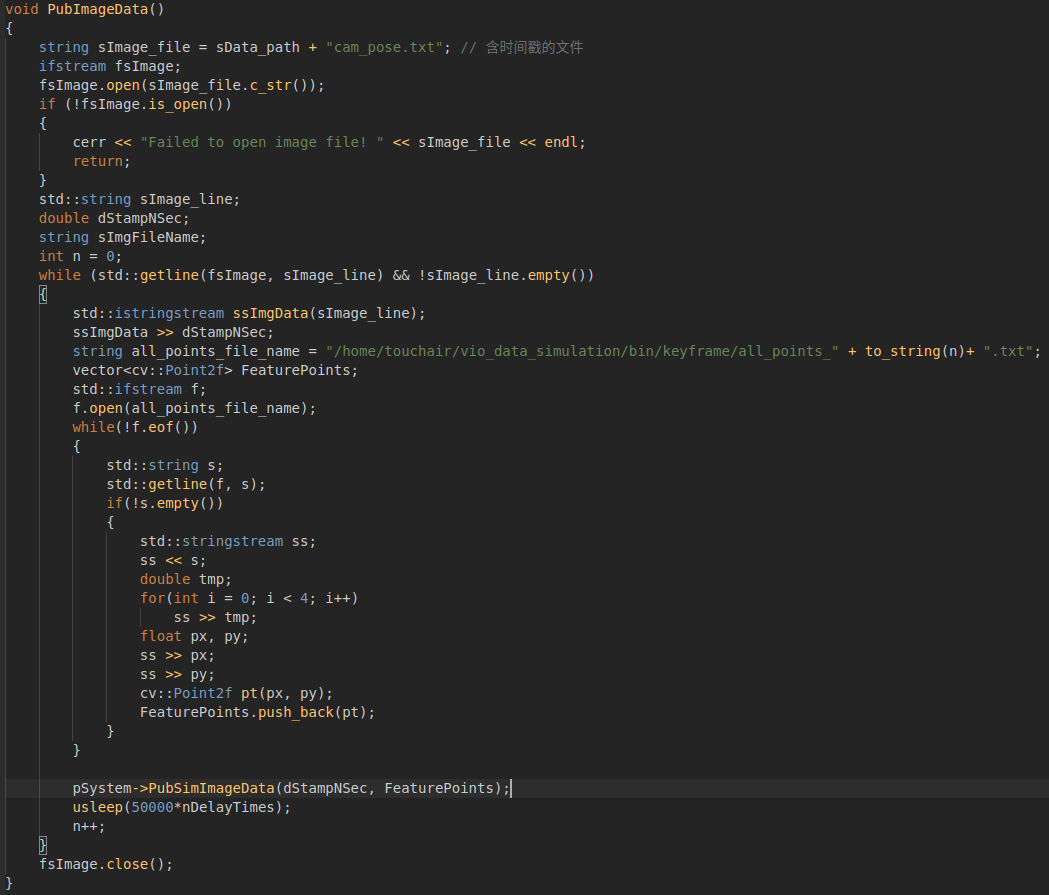 void PubImageData()
{
string sImage_file = sData_path + "cam_pose.txt"; // 含时间戳的文件
ifstream fsImage;
fsImage.open(sImage_file.c_str());
if (!fsImage.is_open())
{
cerr << "Failed to open image file! " << sImage_file << endl;
return;
}
std::string sImage_line;
double dStampNSec;
string sImgFileName;
int n = 0;
while (std::getline(fsImage, sImage_line) && !sImage_line.empty())
{
std::istringstream ssImgData(sImage_line);
ssImgData >> dStampNSec;
string all_points_file_name = "/home/touchair/vio_data_simulation/bin/keyframe/all_points_" + to_string(n)+ ".txt";
vector<cv::Point2f> FeaturePoints;
std::ifstream f;
f.open(all_points_file_name);
while(!f.eof())
{
std::string s;
std::getline(f, s);
if(!s.empty())
{
std::stringstream ss;
ss << s;
double tmp;
for(int i = 0; i < 4; i++)
ss >> tmp;
float px, py;
ss >> px;
ss >> py;
cv::Point2f pt(px, py);
FeaturePoints.push_back(pt);
}
}
pSystem->PubSimImageData(dStampNSec, FeaturePoints);
usleep(50000*nDelayTimes);
n++;
}
fsImage.close();
}